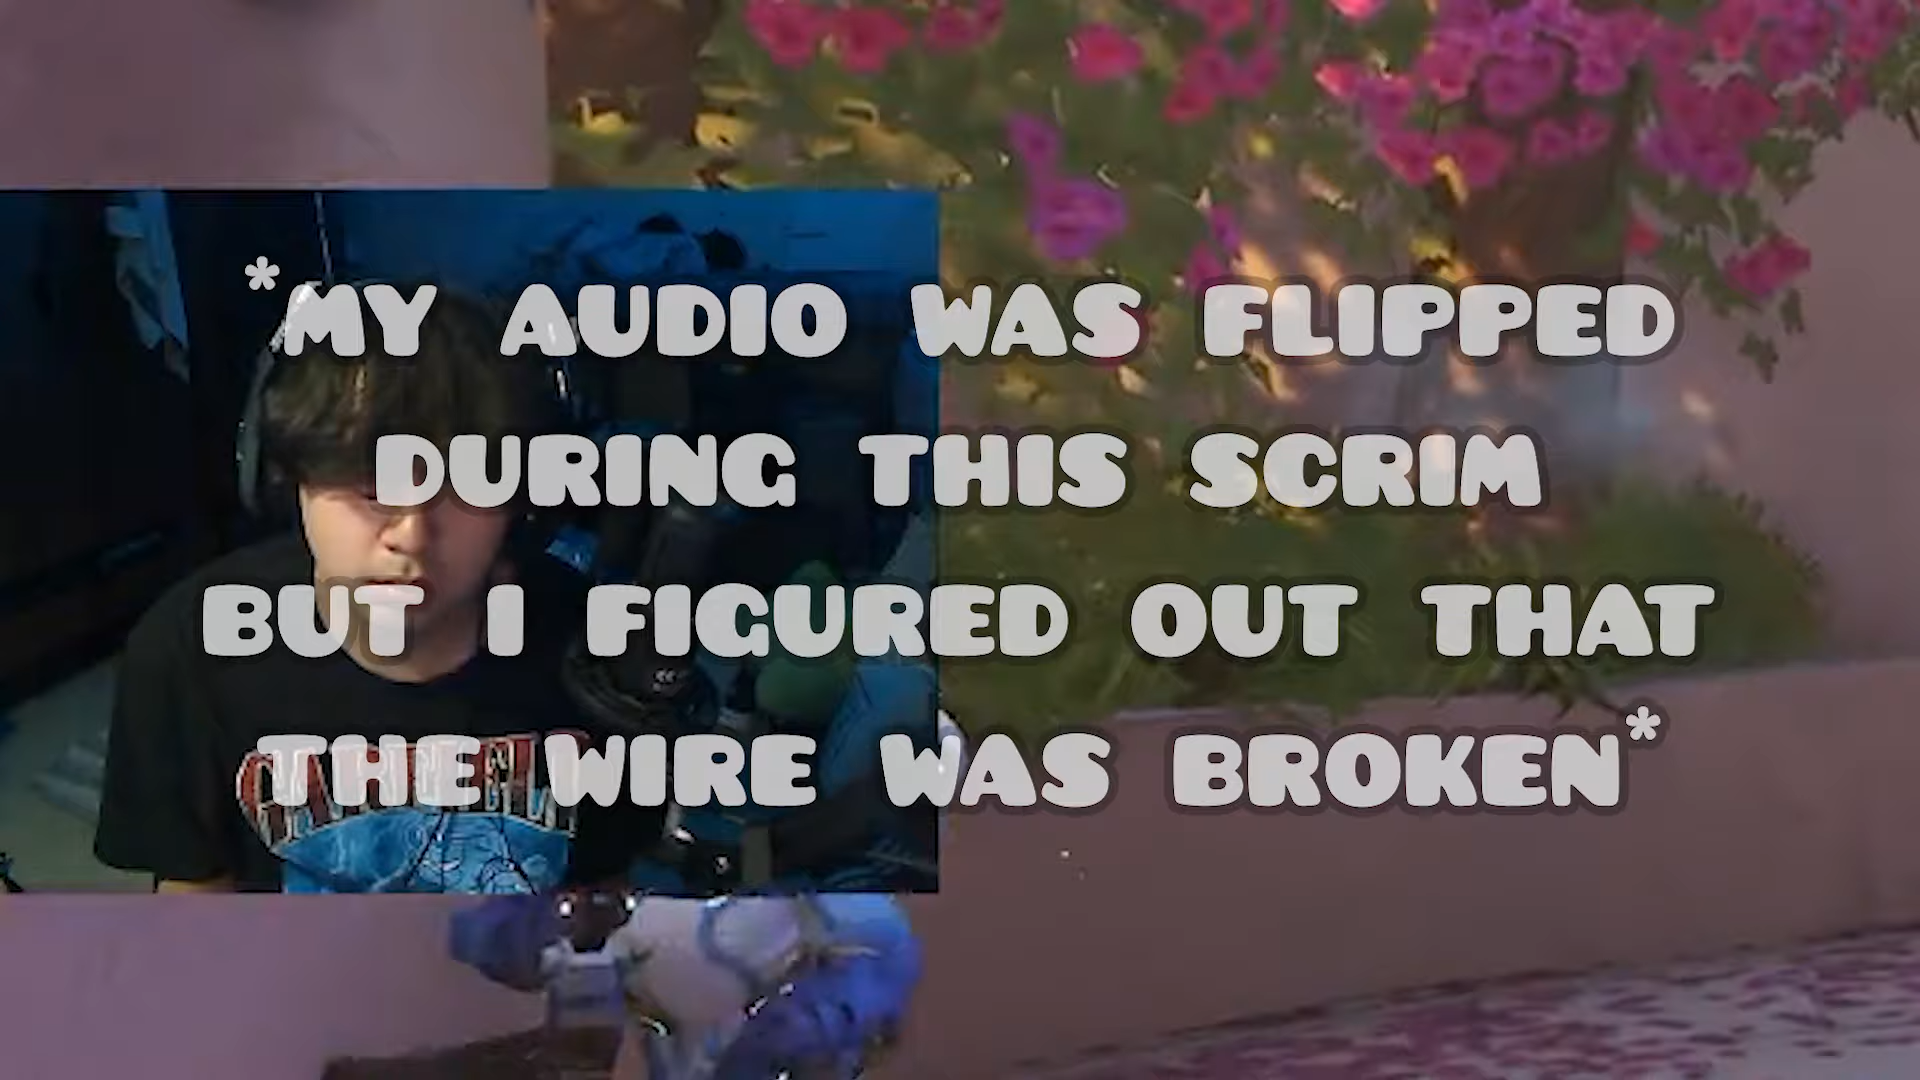 *MY AUDIO WAS FLIPPED
DURING THIS SCRIM
BUT I FIGURED OUT THAT
THE WIRE WAS BROKEN*